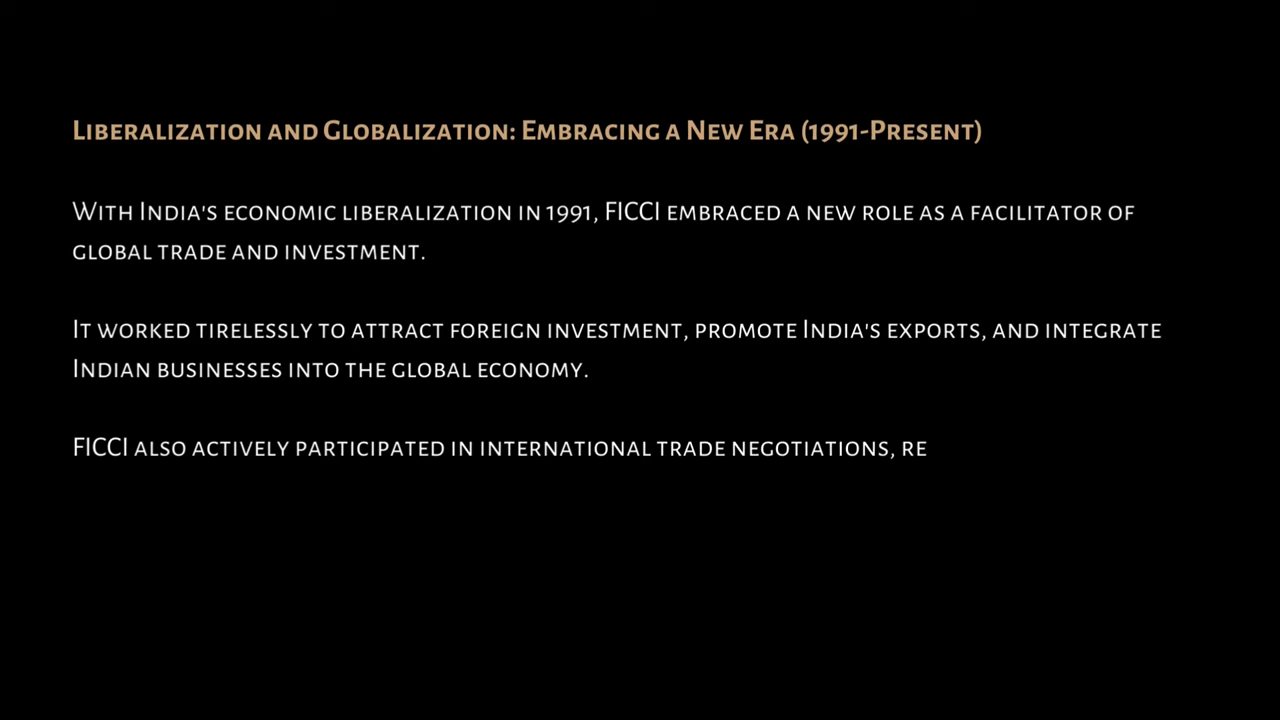 Liberalization and Globalization: Embracing a New Era (1991-Present)
With India's economic liberalization in 1991, FICCI embraced a new role as a facilitator of
global trade and investment.
It worked tirelessly to attract foreign investment, promote India's exports, and integrate
Indian businesses into the global economy.
FICCI also actively participated in international trade negotiations, re